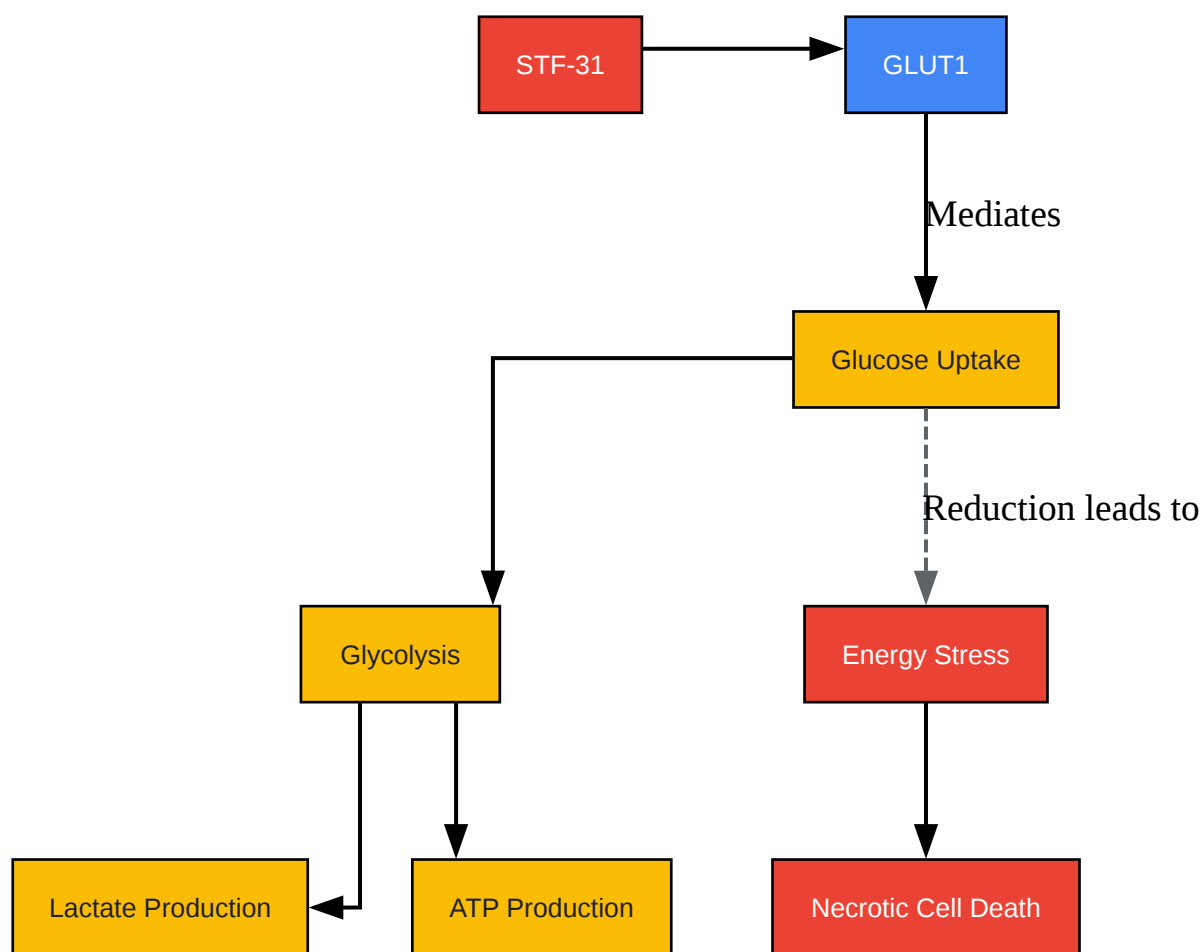 STF-31
GLUT1
Mediates
Glucose Uptake
Reduction leads to
Glycolysis
Energy Stress
Lactate Production
ATP Production
Necrotic Cell Death